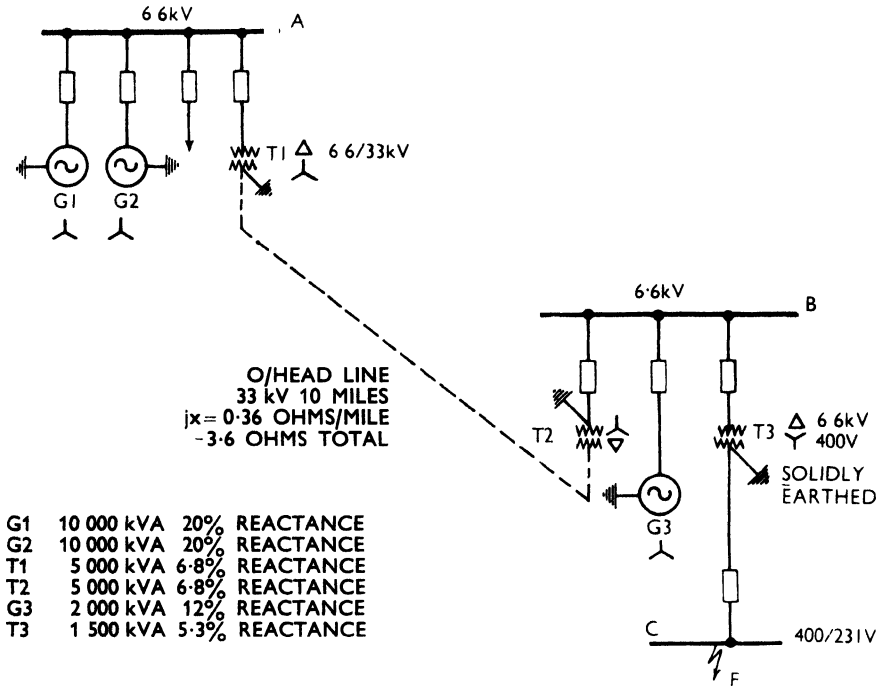 6 6kV
A
T1 Δ 6 6/33kV
G1 G2
6·6kV
B
O/HEAD LINE
33 kV 10 MILES
jx = 0·36 OHMS/MILE
-3·6 OHMS TOTAL
T2
T3 Δ 6 6kV
400V
SOLIDLY
EARTHED
G3
G1 10 000 kVA 20% REACTANCE
G2 10 000 kVA 20% REACTANCE
T1 5 000 kVA 6·8% REACTANCE
T2 5 000 kVA 6·8% REACTANCE
G3 2 000 kVA 12% REACTANCE
T3 1 500 kVA 5·3% REACTANCE
C
400/231V
F